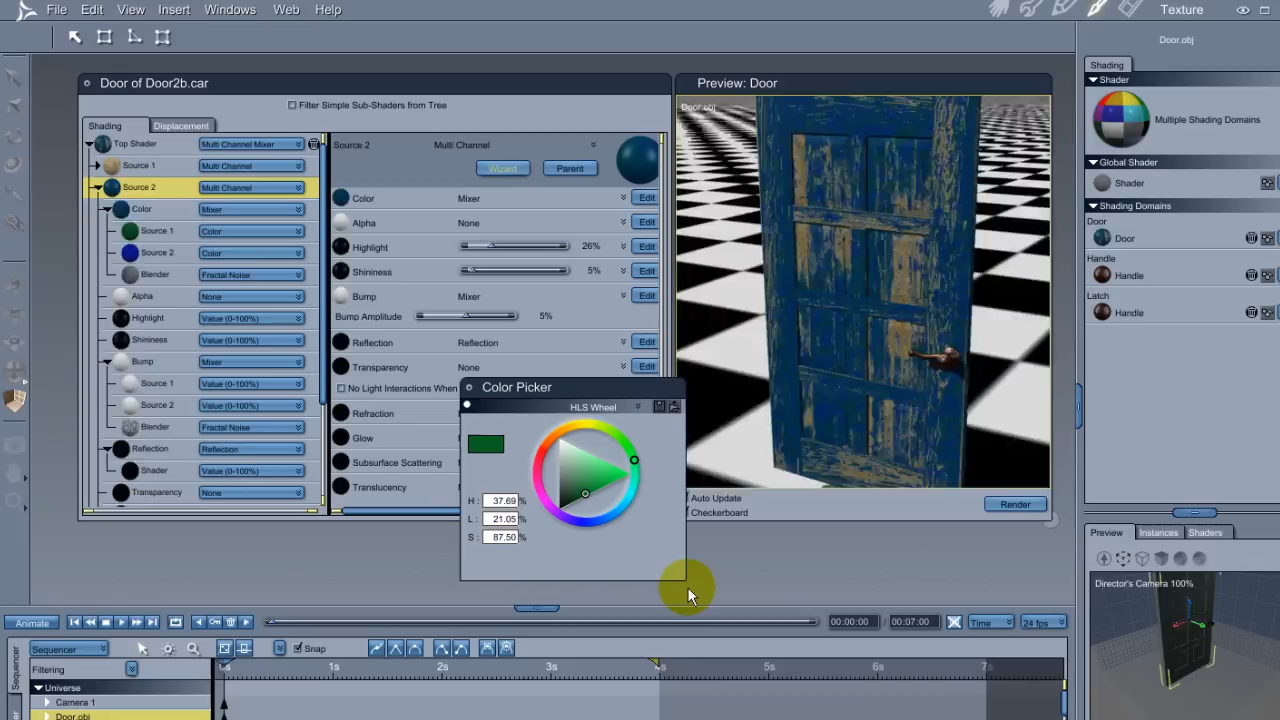 File Edit View Insert Windows Web Help
Texture
Door.obj
Door of Door2b.car
Filter Simple Sub-Shaders from Tree
Shading Displacement
Top Shader Multi Channel Mixer
Source 1 Multi Channel
Source 2 Multi Channel
Color Mixer
Source 1 Color
Source 2 Color
Blender Fractal Noise
Alpha None
Highlight Value (0-100%)
Shininess Value (0-100%)
Bump Mixer
Source 1 Value (0-100%)
Source 2 Value (0-100%)
Blender Fractal Noise
Reflection Reflection
Shader Value (0-100%)
Transparency None
Source 2 Multi Channel
Wizard Parent
Color Mixer Edit
Alpha None Edit
Highlight 26% Edit
Shininess 5% Edit
Bump Mixer Edit
Bump Amplitude 5%
Reflection Reflection Edit
Transparency None Edit
No Light Interactions When
Refraction
Glow
Subsurface Scattering
Translucency
Color Picker
HLS Wheel
H : 37.69 %
L : 21.05 %
S : 87.50 %
Preview: Door
Door.obj
Auto Update
Checkerboard
Render
Shading
Shader
Multiple Shading Domains
Global Shader
Shader
Shading Domains
Door
Door
Handle
Handle
Latch
Handle
Preview Instances Shaders
Director's Camera 100%
Animate
00:00:00 / 00:07:00 Time 24 fps
Sequencer
Sequencer Snap
Filtering
1s 2s 3s 4s 5s 6s 7s
Universe
Camera 1
Door.obj